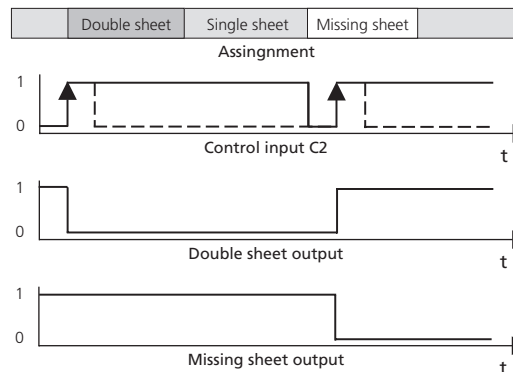 Double sheet Single sheet Missing sheet
Assingnment
1
0
Control input C2
t
1
0
Double sheet output
t
1
0
Missing sheet output
t